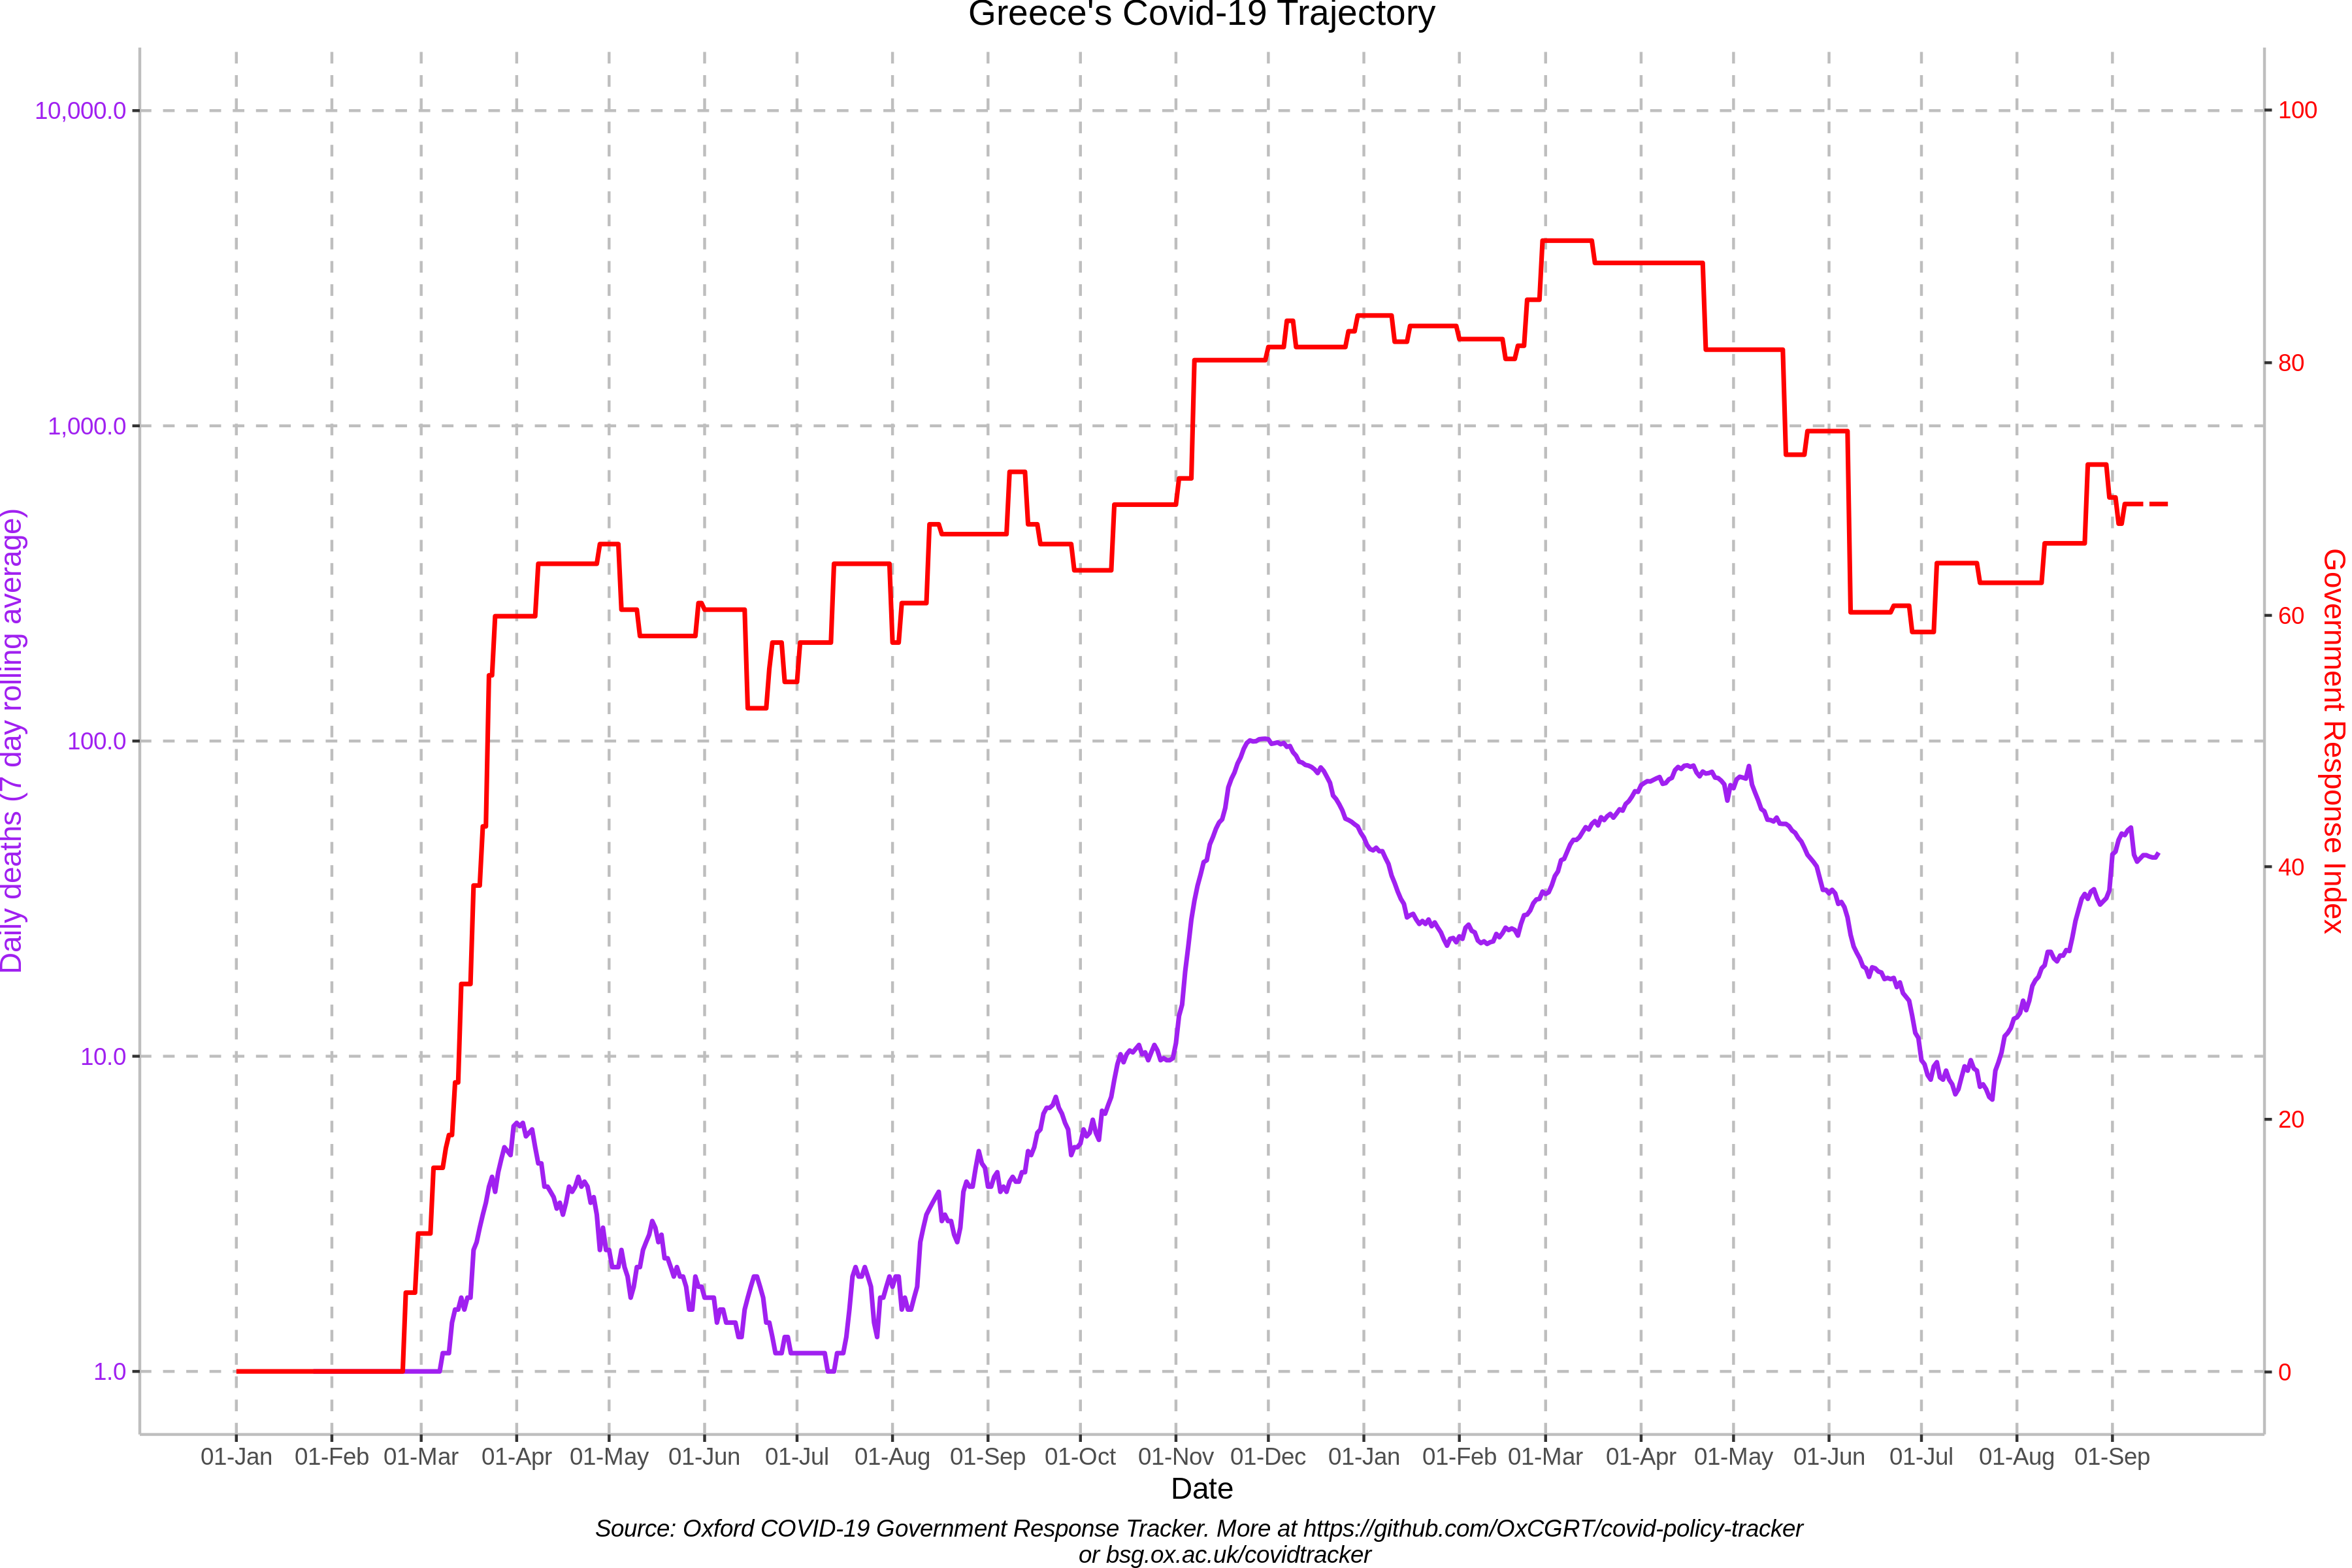 Greece's Covid-19 Trajectory
10,000.0
1,000.0
100.0
10.0
1.0
Daily deaths (7 day rolling average)
100
80
60
40
20
0
Government Response Index
01-Jan 01-Feb 01-Mar 01-Apr 01-May 01-Jun 01-Jul 01-Aug 01-Sep 01-Oct 01-Nov 01-Dec 01-Jan 01-Feb 01-Mar 01-Apr 01-May 01-Jun 01-Jul 01-Aug 01-Sep
Date
Source: Oxford COVID-19 Government Response Tracker. More at https://github.com/OxCGRT/covid-policy-tracker
or bsg.ox.ac.uk/covidtracker